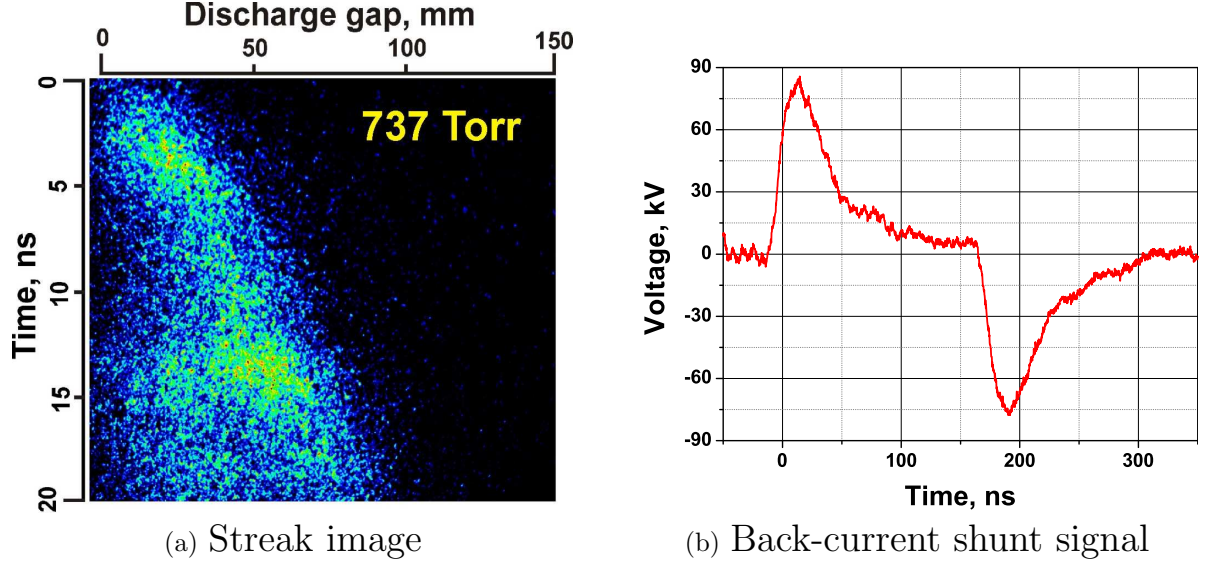 Discharge gap, mm
0
50
100
150
0
5
10
15
20
Time, ns
737 Torr
(a) Streak image
90
60
30
0
-30
-60
-90
Voltage, kV
0
100
200
300
Time, ns
(b) Back-current shunt signal